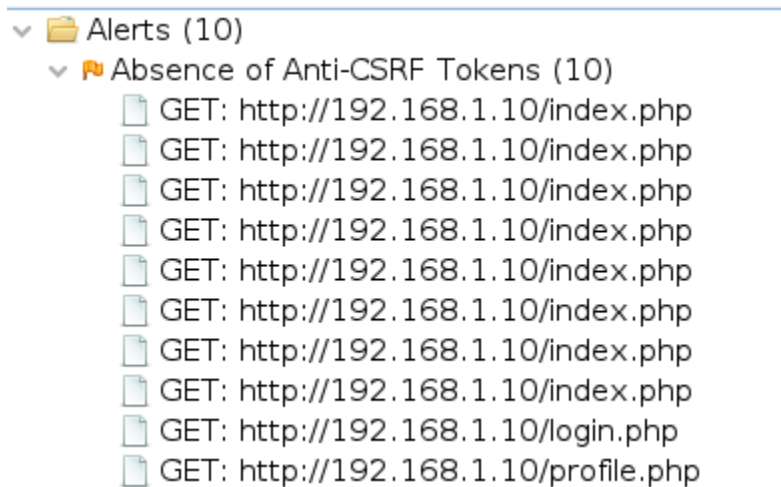 Alerts (10)
Absence of Anti-CSRF Tokens (10)
GET: http://192.168.1.10/index.php
GET: http://192.168.1.10/index.php
GET: http://192.168.1.10/index.php
GET: http://192.168.1.10/index.php
GET: http://192.168.1.10/index.php
GET: http://192.168.1.10/index.php
GET: http://192.168.1.10/index.php
GET: http://192.168.1.10/index.php
GET: http://192.168.1.10/login.php
GET: http://192.168.1.10/profile.php